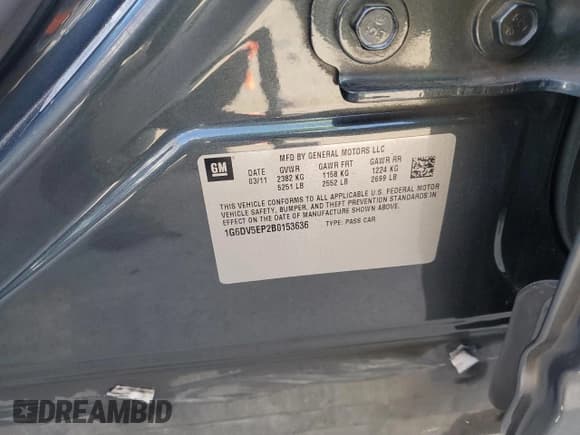 GM
MFD BY GENERAL MOTORS LLC
DATE GVWR GAWR FRT GAWR RR
03/11 2382 KG 1158 KG 1224 KG
5251 LB 2552 LB 2699 LB
THIS VEHICLE CONFORMS TO ALL APPLICABLE U.S. FEDERAL MOTOR
VEHICLE SAFETY, BUMPER, AND THEFT PREVENTION STANDARDS IN
EFFECT ON THE DATE OF MANUFACTURE SHOWN ABOVE.
1G6DV5EP2B0153636 TYPE: PASS CAR
DREAMBID